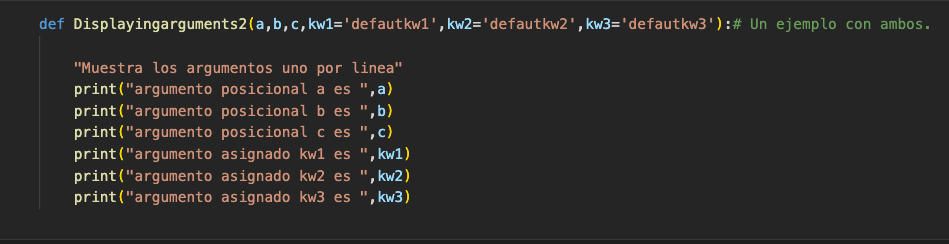 def Displayingarguments2(a,b,c,kw1='defautkw1',kw2='defautkw2',kw3='defautkw3'):# Un ejemplo con ambos.
"Muestra los argumentos uno por linea"
print("argumento posicional a es ",a)
print("argumento posicional b es ",b)
print("argumento posicional c es ",c)
print("argumento asignado kw1 es ",kw1)
print("argumento asignado kw2 es ",kw2)
print("argumento asignado kw3 es ",kw3)